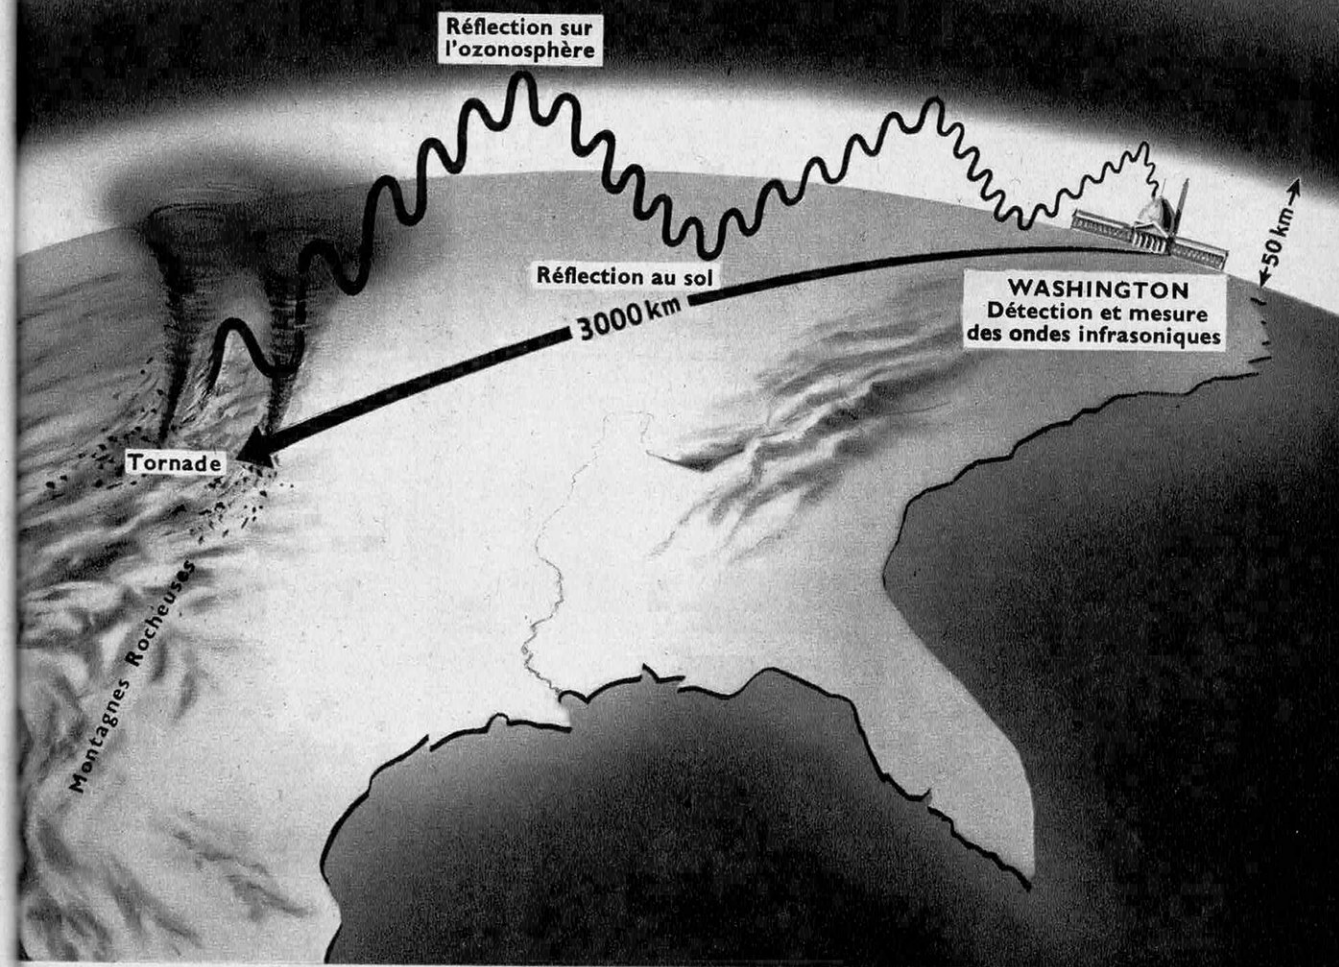 Réflection sur
l'ozonosphère
Réflection au sol
3000 km
50 km
WASHINGTON
Détection et mesure
des ondes infrasoniques
Tornade
Montagnes Rocheuses